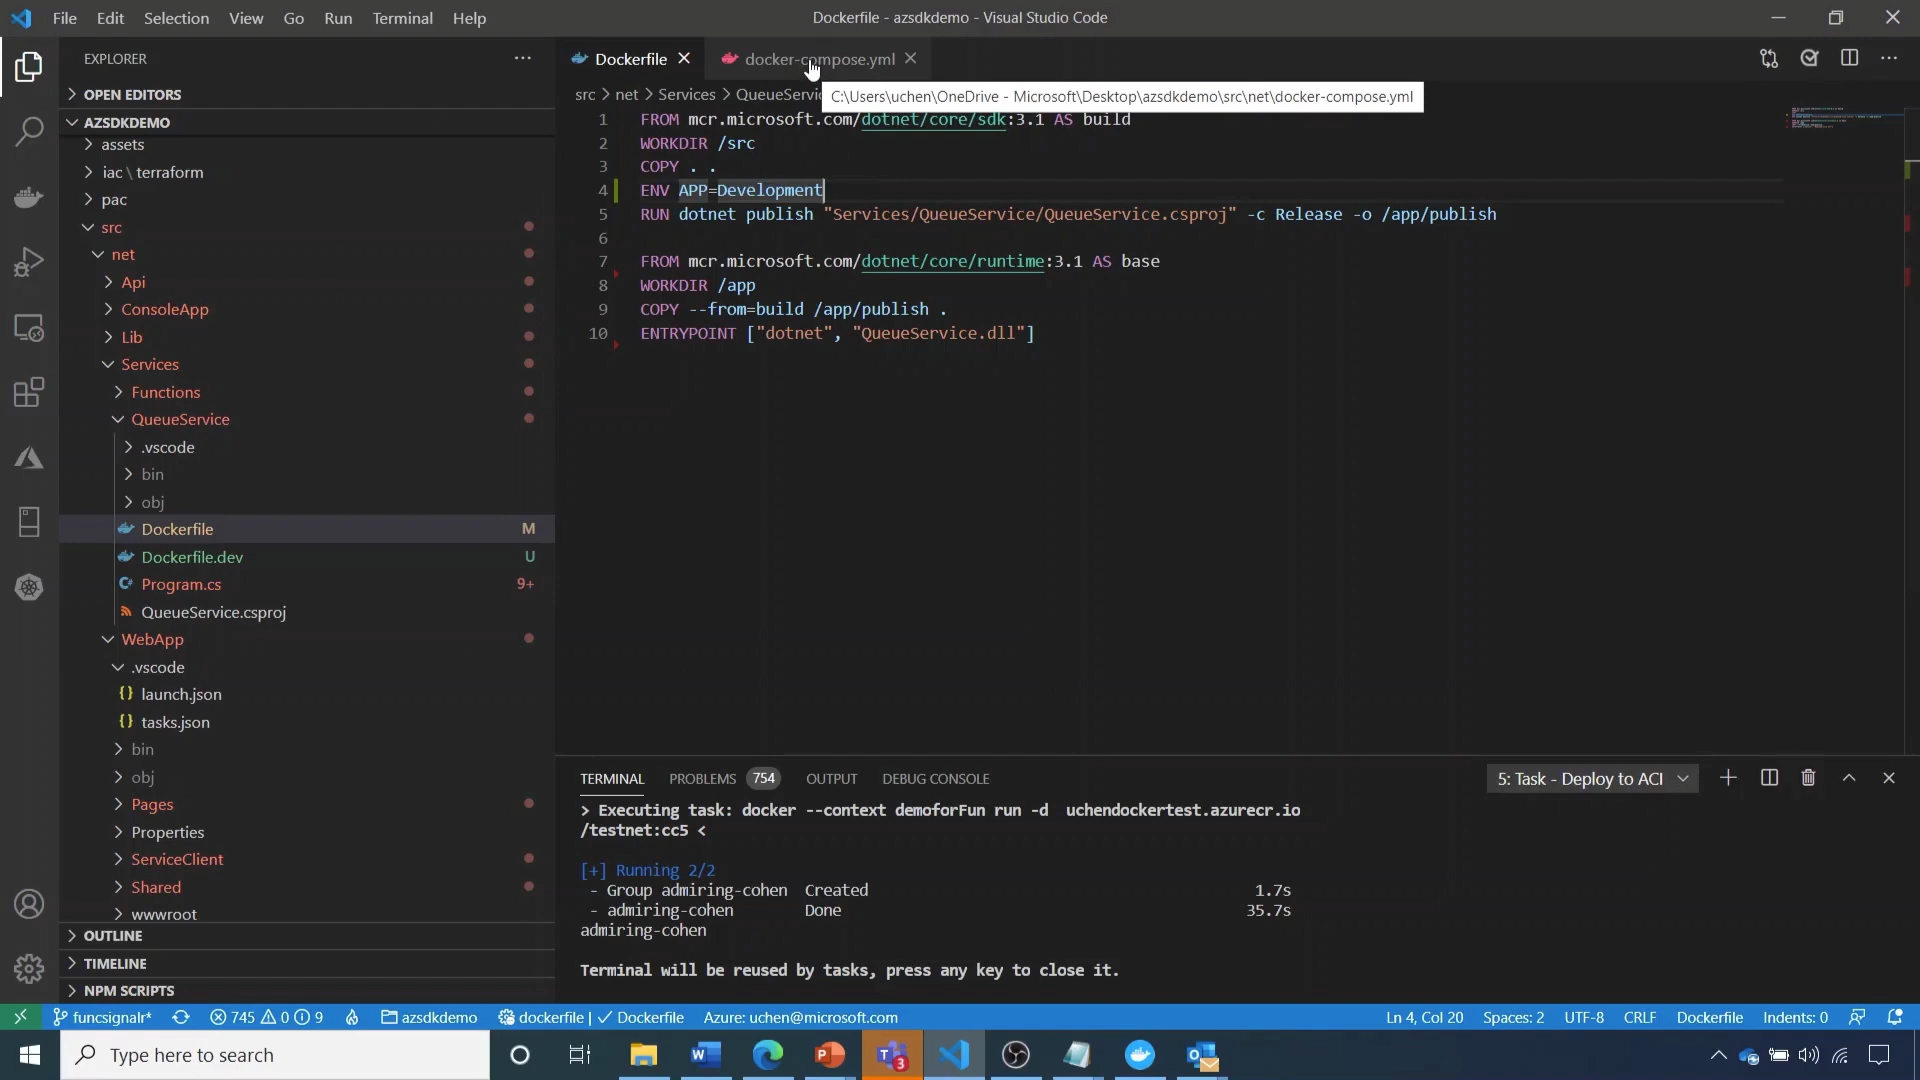 File Edit Selection View Go Run Terminal Help
Dockerfile - azsdkdemo - Visual Studio Code
EXPLORER
OPEN EDITORS
AZSDKDEMO
assets
iac \ terraform
pac
src
net
Api
ConsoleApp
Lib
Services
Functions
QueueService
.vscode
bin
obj
Dockerfile M
Dockerfile.dev U
Program.cs 9+
QueueService.csproj
WebApp
.vscode
launch.json
tasks.json
bin
obj
Pages
Properties
ServiceClient
Shared
wwwroot
OUTLINE
TIMELINE
NPM SCRIPTS
Dockerfile docker-compose.yml
src > net > Services >
C:\Users\uchen\OneDrive - Microsoft\Desktop\azsdkdemo\src\net\docker-compose.yml
1 FROM mcr.microsoft.com/dotnet/core/sdk:3.1 AS build
2 WORKDIR /src
3 COPY . .
4 ENV APP=Development
5 RUN dotnet publish "Services/QueueService/QueueService.csproj" -c Release -o /app/publish
6
7 FROM mcr.microsoft.com/dotnet/core/runtime:3.1 AS base
8 WORKDIR /app
9 COPY --from=build /app/publish .
10 ENTRYPOINT ["dotnet", "QueueService.dll"]
TERMINAL PROBLEMS 754 OUTPUT DEBUG CONSOLE 5: Task - Deploy to ACI
> Executing task: docker --context demoforFun run -d uchendockertest.azurecr.io
/testnet:cc5 <
[+] Running 2/2
- Group admiring-cohen Created 1.7s
- admiring-cohen Done 35.7s
admiring-cohen
Terminal will be reused by tasks, press any key to close it.
funcsignalr* 745 0 9 azsdkdemo dockerfile | Dockerfile Azure: uchen@microsoft.com Ln 4, Col 20 Spaces: 2 UTF-8 CRLF Dockerfile Indents: 0
Type here to search
3